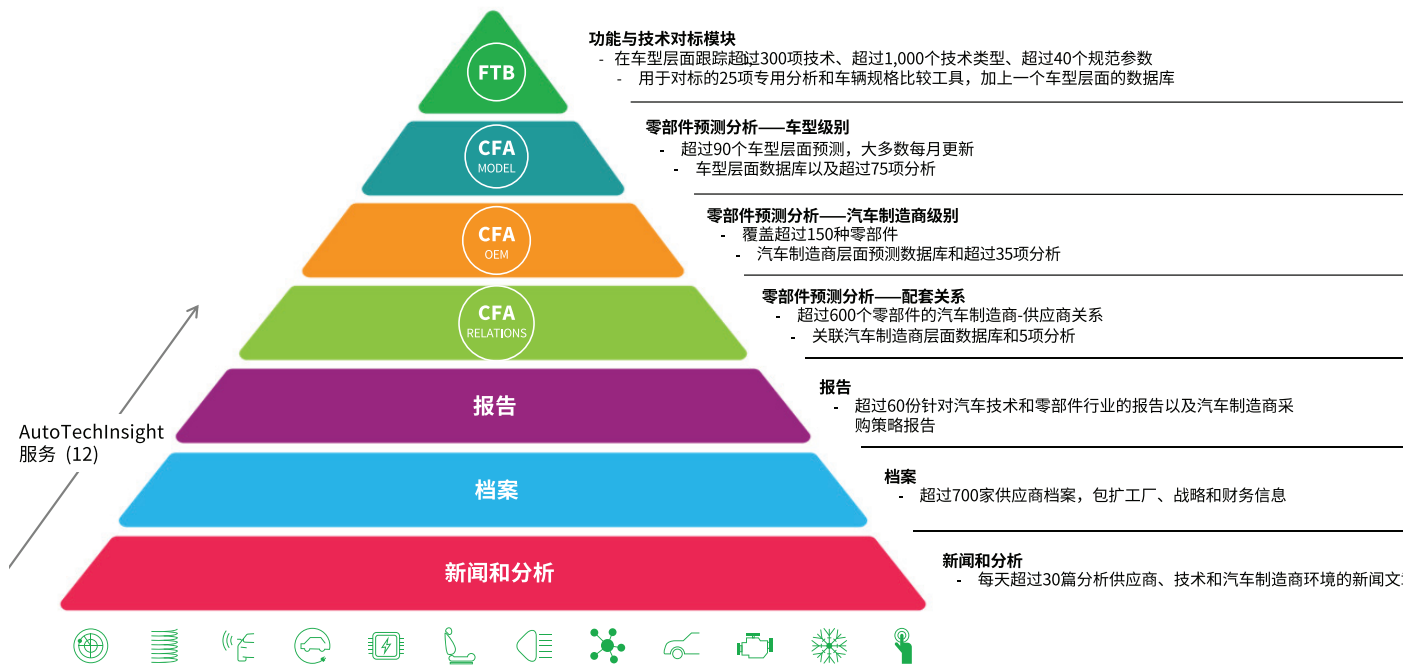 功能与技术对标模块
- 在车型层面跟踪超过300项技术、超过1,000个技术类型、超过40个规范参数
- 用于对标的25项专用分析和车辆规格比较工具，加上一个车型层面的数据库
FTB
零部件预测分析——车型级别
- 超过90个车型层面预测，大多数每月更新
- 车型层面数据库以及超过75项分析
CFA
MODEL
零部件预测分析——汽车制造商级别
- 覆盖超过150种零部件
- 汽车制造商层面预测数据库和超过35项分析
CFA
OEM
零部件预测分析——配套关系
- 超过600个零部件的汽车制造商-供应商关系
- 关联汽车制造商层面数据库和5项分析
CFA
RELATIONS
报告
报告
- 超过60份针对汽车技术和零部件行业的报告以及汽车制造商采
购策略报告
AutoTechInsight
服务 (12)
档案
档案
- 超过700家供应商档案，包扩工厂、战略和财务信息
新闻和分析
新闻和分析
- 每天超过30篇分析供应商、技术和汽车制造商环境的新闻文